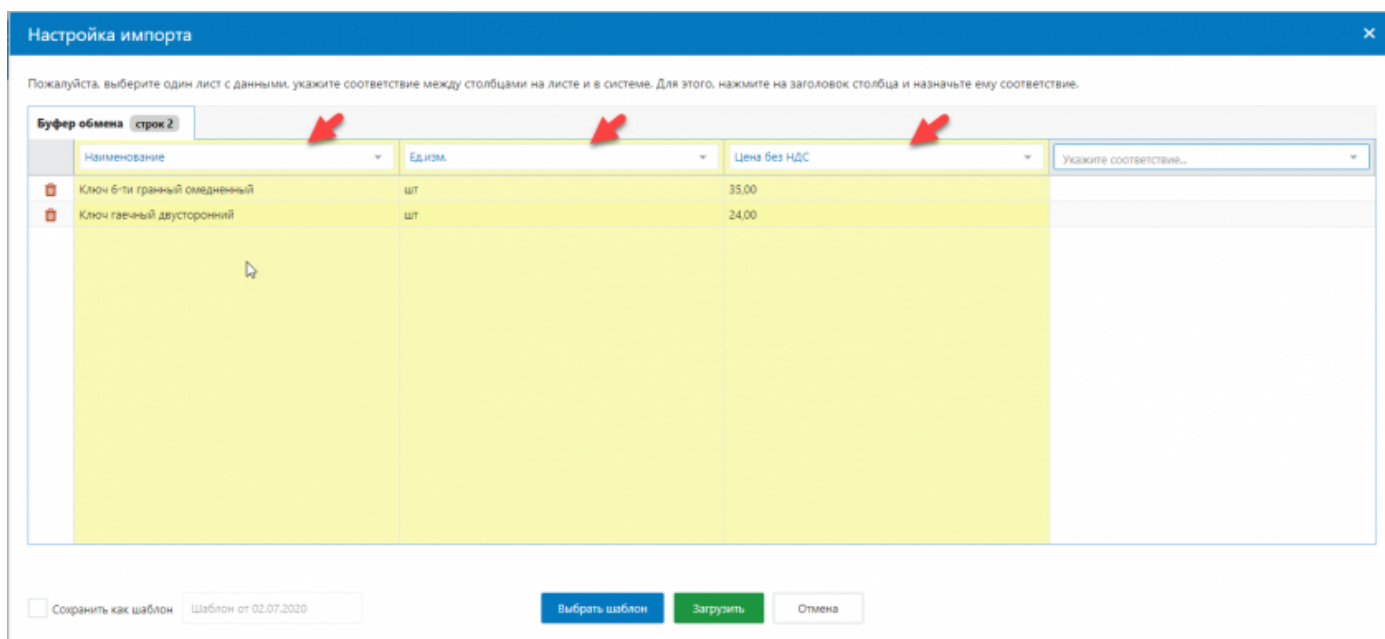 Настройка импорта
Пожалуйста, выберите один лист с данными, укажите соответствие между столбцами на листе и в системе. Для этого, нажмите на заголовок столбца и назначьте ему соответствие.
Буфер обмена строк 2
Наименование Ед.изм. Цена без НДС Укажите соответствие...
Ключ 6-ти гранный омедненный шт 35,00
Ключ гаечный двусторонний шт 24,00
Сохранить как шаблон Шаблон от 02.07.2020 Выбрать шаблон Загрузить Отмена